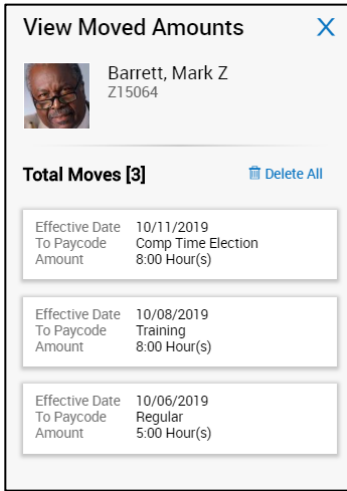 View Moved Amounts X
Barrett, Mark Z
Z15064
Total Moves [3] Delete All
Effective Date 10/11/2019
To Paycode Comp Time Election
Amount 8:00 Hour(s)
Effective Date 10/08/2019
To Paycode Training
Amount 8:00 Hour(s)
Effective Date 10/06/2019
To Paycode Regular
Amount 5:00 Hour(s)